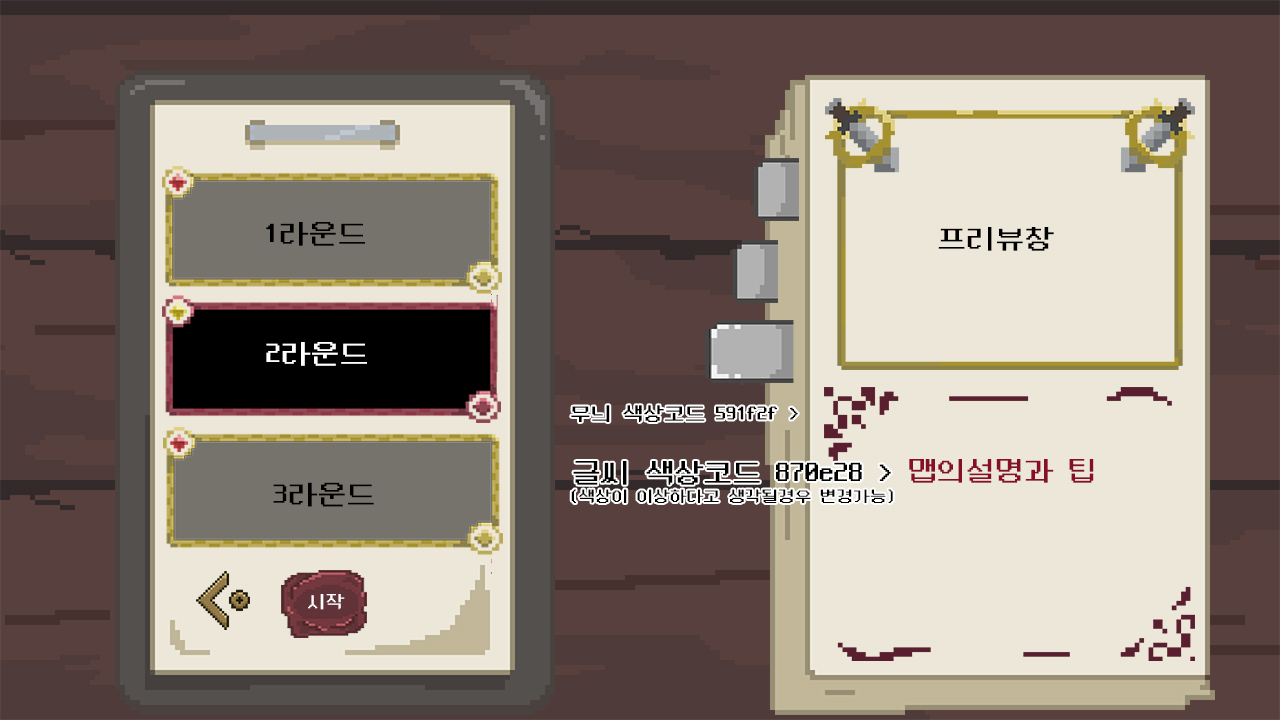 1라운드
2라운드
3라운드
시작
프리뷰창
무늬 색상코드 591f2f >
글씨 색상코드 870e28 > 맵의설명과 팁
(색상이 이상하다고 생각될경우 변경가능)